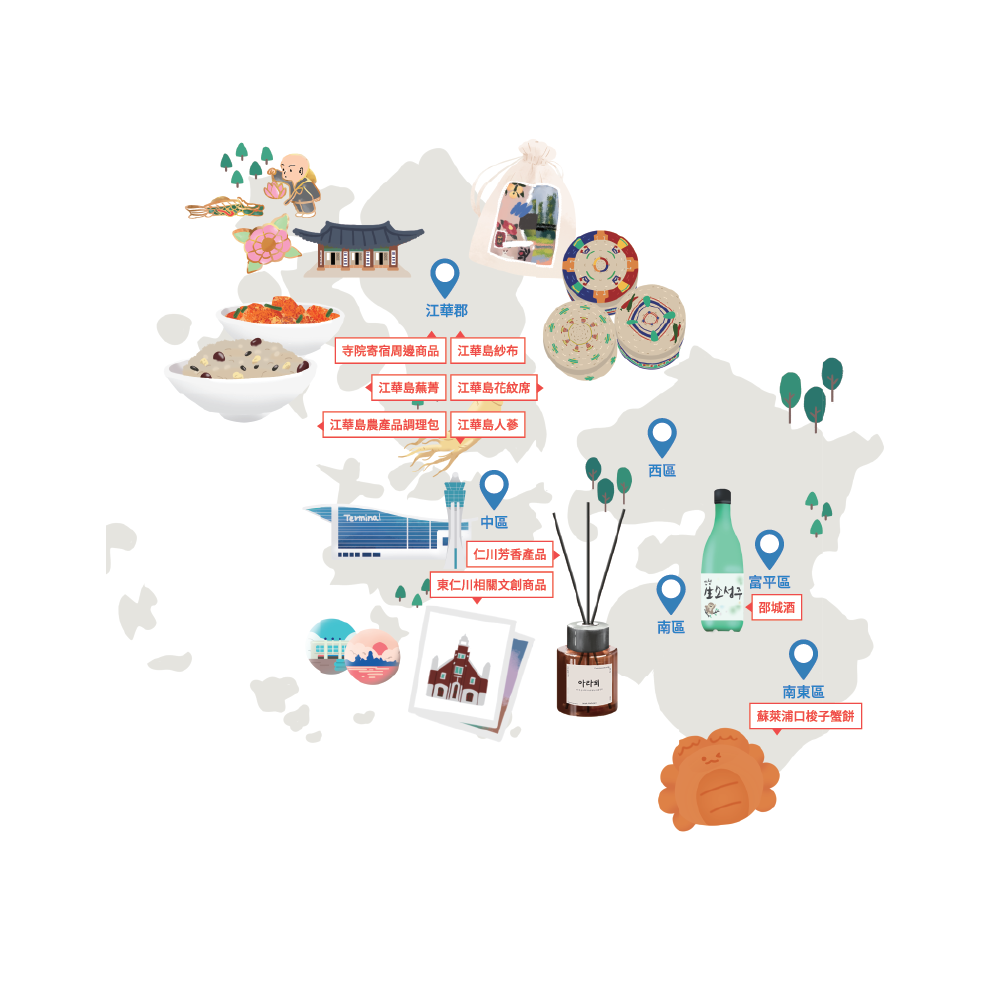 江華郡
寺院寄宿周邊商品
江華島紗布
江華島蕪菁
江華島花紋席
江華島農產品調理包
江華島人蔘
西區
Terminal
中區
仁川芳香產品
東仁川相關文創商品
生소성주
富平區
邵城酒
南區
아라희
南東區
蘇萊浦口梭子蟹餅